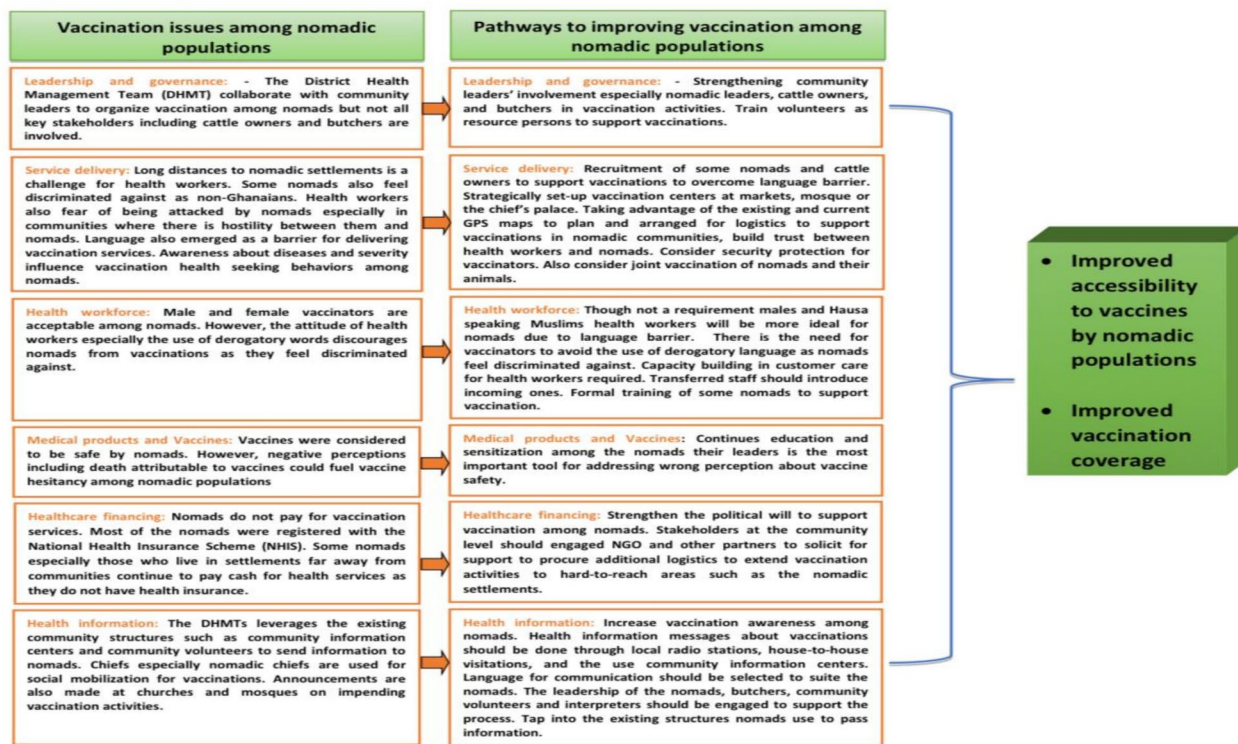 Vaccination issues among nomadic
populations
Pathways to improving vaccination among
nomadic populations
Leadership and governance: - The District Health
Management Team (DHMT) collaborate with community
leaders to organize vaccination among nomads but not all
key stakeholders including cattle owners and butchers are
involved.
Leadership and governance: - Strengthening community
leaders' involvement especially nomadic leaders, cattle owners,
and butchers in vaccination activities. Train volunteers as
resource persons to support vaccinations.
Service delivery: Long distances to nomadic settlements is a
challenge for health workers. Some nomads also feel
discriminated against as non-Ghanaians. Health workers
also fear of being attacked by nomads especially in
communities where there is hostility between them and
nomads. Language also emerged as a barrier for delivering
vaccination services. Awareness about diseases and severity
influence vaccination health seeking behaviors among
nomads.
Service delivery: Recruitment of some nomads and cattle
owners to support vaccinations to overcome language barrier.
Strategically set-up vaccination centers at markets, mosque or
the chief's palace. Taking advantage of the existing and current
GPS maps to plan and arranged for logistics to support
vaccinations in nomadic communities, build trust between
health workers and nomads. Consider security protection for
vaccinators. Also consider joint vaccination of nomads and their
animals.
Health workforce: Male and female vaccinators are
acceptable among nomads. However, the attitude of health
workers especially the use of derogatory words discourages
nomads from vaccinations as they feel discriminated
against.
Health workforce: Though not a requirement males and Hausa
speaking Muslims health workers will be more ideal for
nomads due to language barrier. There is the need for
vaccinators to avoid the use of derogatory language as nomads
feel discriminated against. Capacity building in customer care
for health workers required. Transferred staff should introduce
incoming ones. Formal training of some nomads to support
vaccination.
Medical products and Vaccines: Vaccines were considered
to be safe by nomads. However, negative perceptions
including death attributable to vaccines could fuel vaccine
hesitancy among nomadic populations
Medical products and Vaccines: Continues education and
sensitization among the nomads their leaders is the most
important tool for addressing wrong perception about vaccine
safety.
Healthcare financing: Nomads do not pay for vaccination
services. Most of the nomads were registered with the
National Health Insurance Scheme (NHIS). Some nomads
especially those who live in settlements far away from
communities continue to pay cash for health services as
they do not have health insurance.
Healthcare financing: Strengthen the political will to support
vaccination among nomads. Stakeholders at the community
level should engaged NGO and other partners to solicit for
support to procure additional logistics to extend vaccination
activities to hard-to-reach areas such as the nomadic
settlements.
Health information: The DHMTs leverages the existing
community structures such as community information
centers and community volunteers to send information to
nomads. Chiefs especially nomadic chiefs are used for
social mobilization for vaccinations. Announcements are
also made at churches and mosques on impending
vaccination activities.
Health information: Increase vaccination awareness among
nomads. Health information messages about vaccinations
should be done through local radio stations, house-to-house
visitations, and the use community information centers.
Language for communication should be selected to suite the
nomads. The leadership of the nomads, butchers, community
volunteers and interpreters should be engaged to support the
process. Tap into the existing structures nomads use to pass
information.
• Improved
accessibility
to vaccines
by nomadic
populations
• Improved
vaccination
coverage